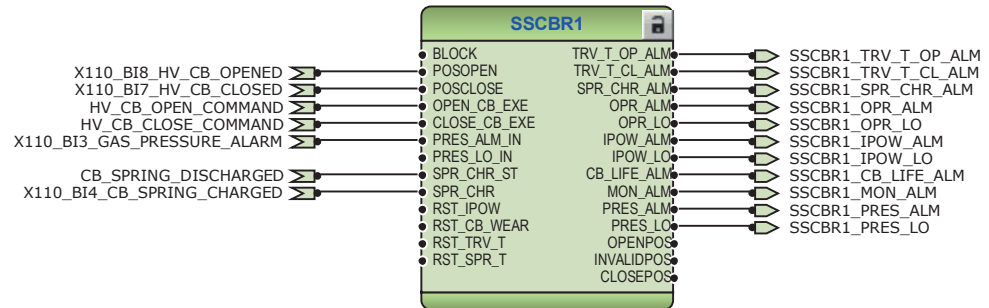 SSCBR1
BLOCK TRV_T_OP_ALM SSCBR1_TRV_T_OP_ALM
X110_BI8_HV_CB_OPENED POSOPEN TRV_T_CL_ALM SSCBR1_TRV_T_CL_ALM
X110_BI7_HV_CB_CLOSED POSCLOSE SPR_CHR_ALM SSCBR1_SPR_CHR_ALM
HV_CB_OPEN_COMMAND OPEN_CB_EXE OPR_ALM SSCBR1_OPR_ALM
HV_CB_CLOSE_COMMAND CLOSE_CB_EXE OPR_LO SSCBR1_OPR_LO
X110_BI3_GAS_PRESSURE_ALARM PRES_ALM_IN IPOW_ALM SSCBR1_IPOW_ALM
PRES_LO_IN IPOW_LO SSCBR1_IPOW_LO
CB_SPRING_DISCHARGED SPR_CHR_ST CB_LIFE_ALM SSCBR1_CB_LIFE_ALM
X110_BI4_CB_SPRING_CHARGED SPR_CHR MON_ALM SSCBR1_MON_ALM
RST_IPOW PRES_ALM SSCBR1_PRES_ALM
RST_CB_WEAR PRES_LO SSCBR1_PRES_LO
RST_TRV_T OPENPOS
RST_SPR_T INVALIDPOS
CLOSEPOS